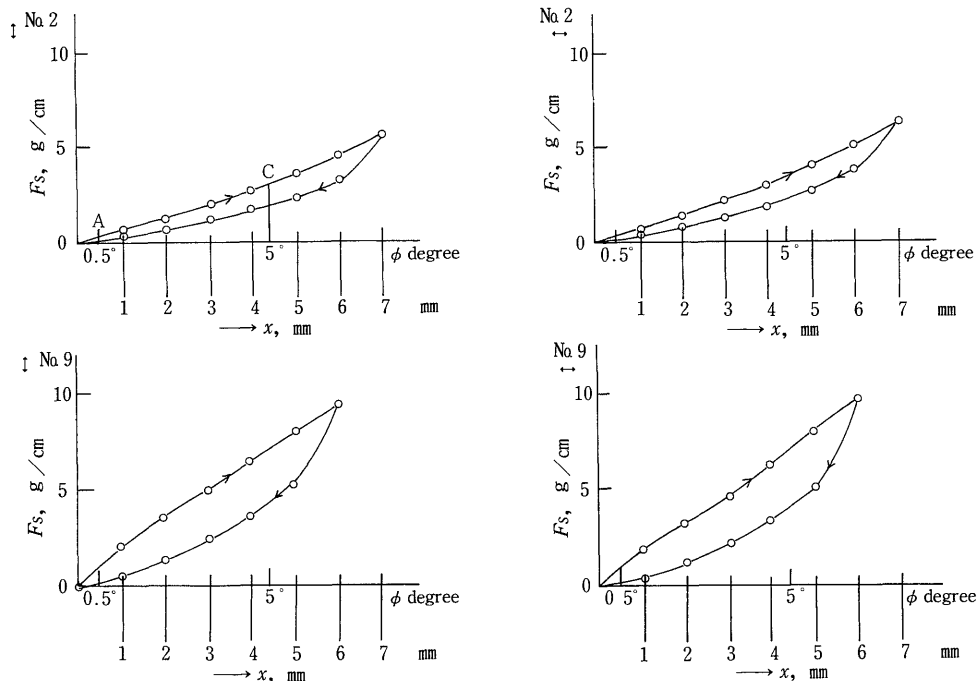 ↕ No. 2
10
5
0
Fs, g/cm
A
C
0.5°
5°
φ degree
1 2 3 4 5 6 7 mm
→ x, mm
No. 2
↔
10
5
0
Fs, g/cm
0.5°
5°
φ degree
1 2 3 4 5 6 7 mm
→ x, mm
↕ No. 9
10
5
0
Fs, g/cm
0.5°
5°
φ degree
1 2 3 4 5 6 7 mm
→ x, mm
No. 9
↔
10
5
0
Fs, g/cm
0 5°
5°
φ degree
1 2 3 4 5 6 7 mm
→ x, mm